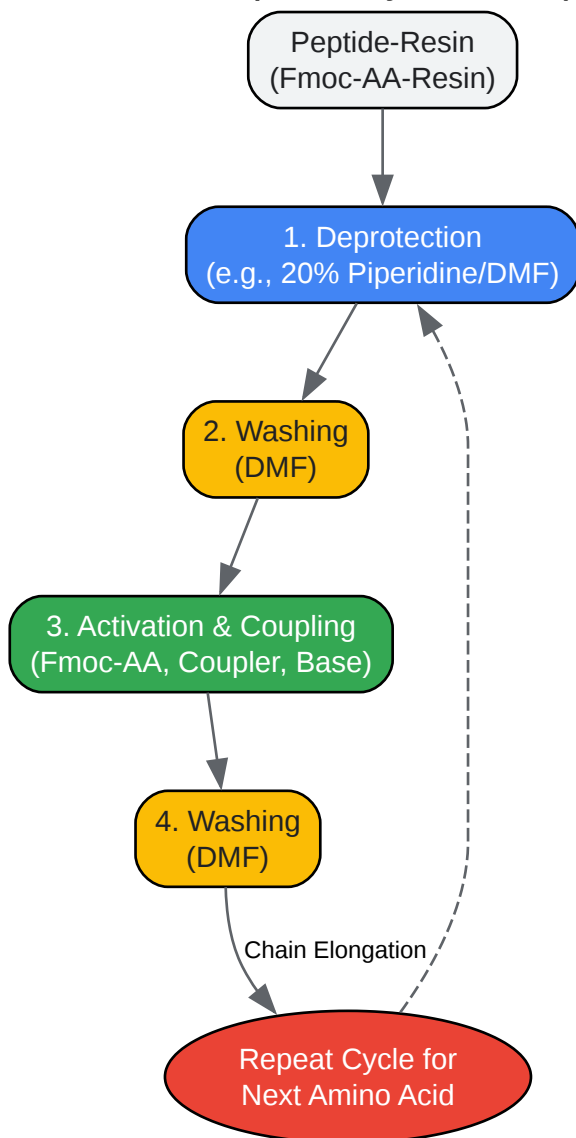 Peptide-Resin
(Fmoc-AA-Resin)
1. Deprotection
(e.g., 20% Piperidine/DMF)
2. Washing
(DMF)
3. Activation & Coupling
(Fmoc-AA, Coupler, Base)
4. Washing
(DMF)
Chain Elongation
Repeat Cycle for
Next Amino Acid